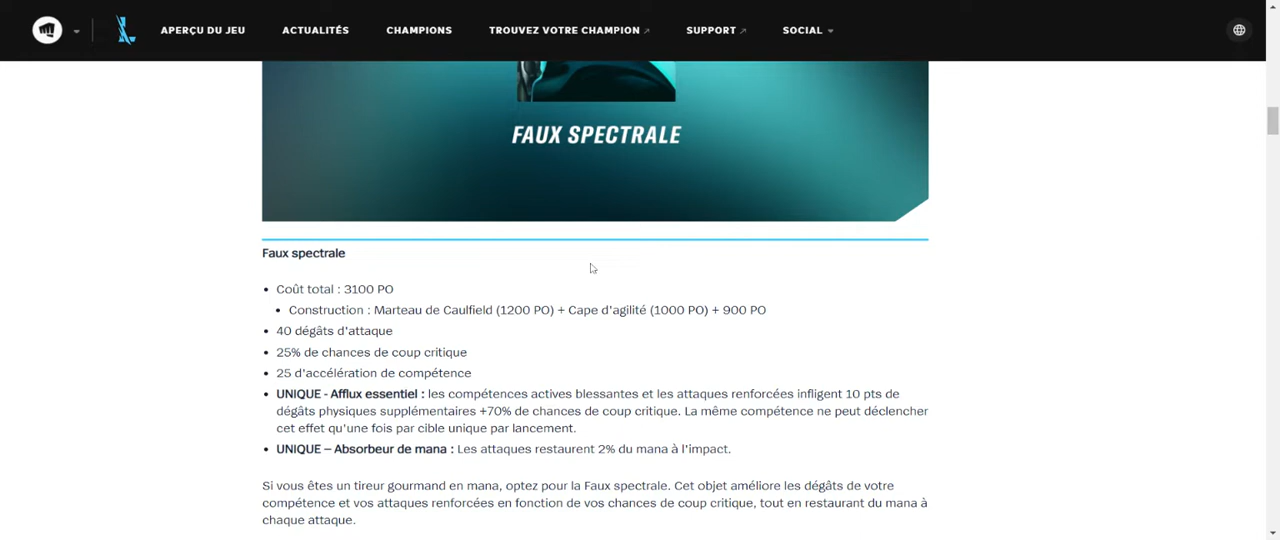 APERÇU DU JEU ACTUALITÉS CHAMPIONS TROUVEZ VOTRE CHAMPION SUPPORT SOCIAL
FAUX SPECTRALE
Faux spectrale
Coût total : 3100 PO
Construction : Marteau de Caulfield (1200 PO) + Cape d'agilité (1000 PO) + 900 PO
40 dégâts d'attaque
25% de chances de coup critique
25 d'accélération de compétence
UNIQUE - Afflux essentiel : les compétences actives blessantes et les attaques renforcées infligent 10 pts de
dégâts physiques supplémentaires +70% de chances de coup critique. La même compétence ne peut déclencher
cet effet qu'une fois par cible unique par lancement.
UNIQUE – Absorbeur de mana : Les attaques restaurent 2% du mana à l'impact.
Si vous êtes un tireur gourmand en mana, optez pour la Faux spectrale. Cet objet améliore les dégâts de votre
compétence et vos attaques renforcées en fonction de vos chances de coup critique, tout en restaurant du mana à
chaque attaque.